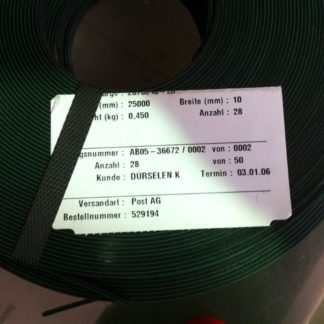 (mm) : 25000 Breite (mm) : 10
ht (kg) : 0.450 Anzahl : 28
gsnummer : AB05-36672 / 0002 von : 0002
Anzahl : 28 von : 50
Kunde : DÜRSELEN K Termin : 03.01.06
Versandart : Post AG
Bestellnummer : 529194